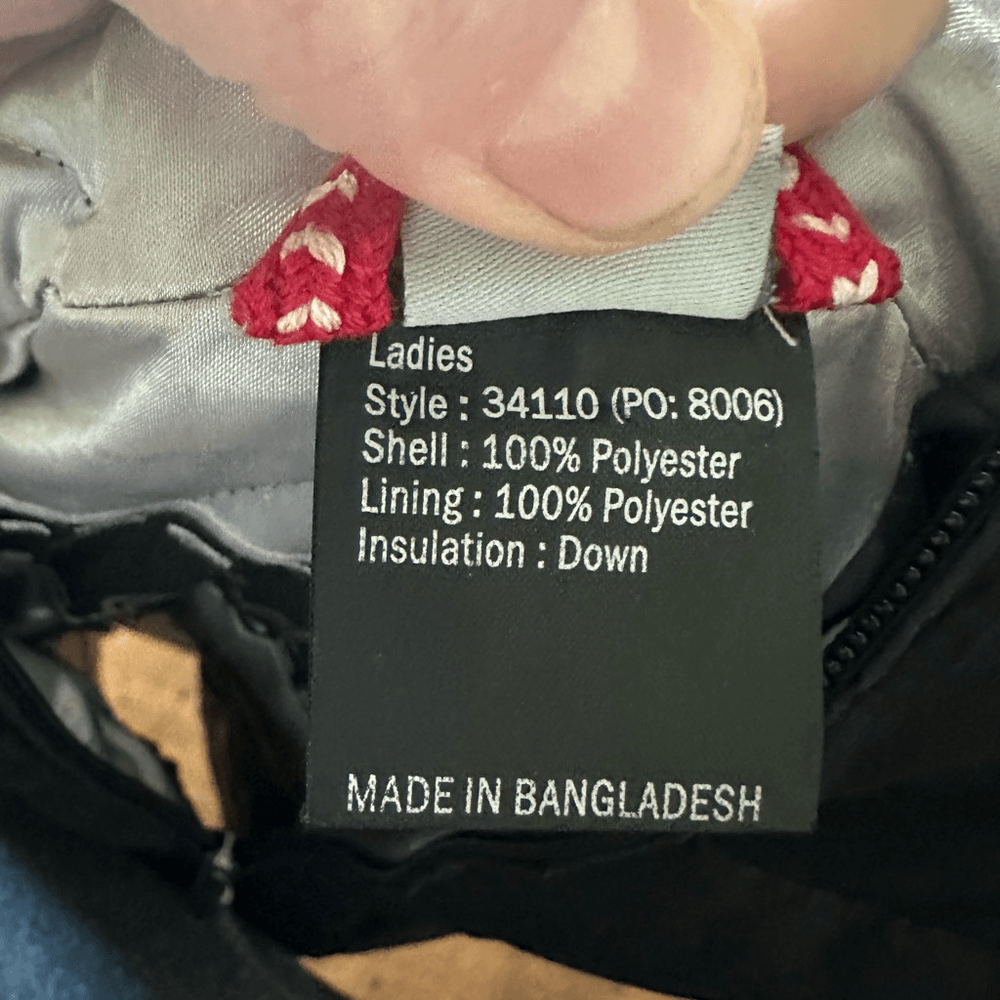 Ladies
Style : 34110 (PO: 8006)
Shell : 100% Polyester
Lining : 100% Polyester
Insulation : Down
MADE IN BANGLADESH